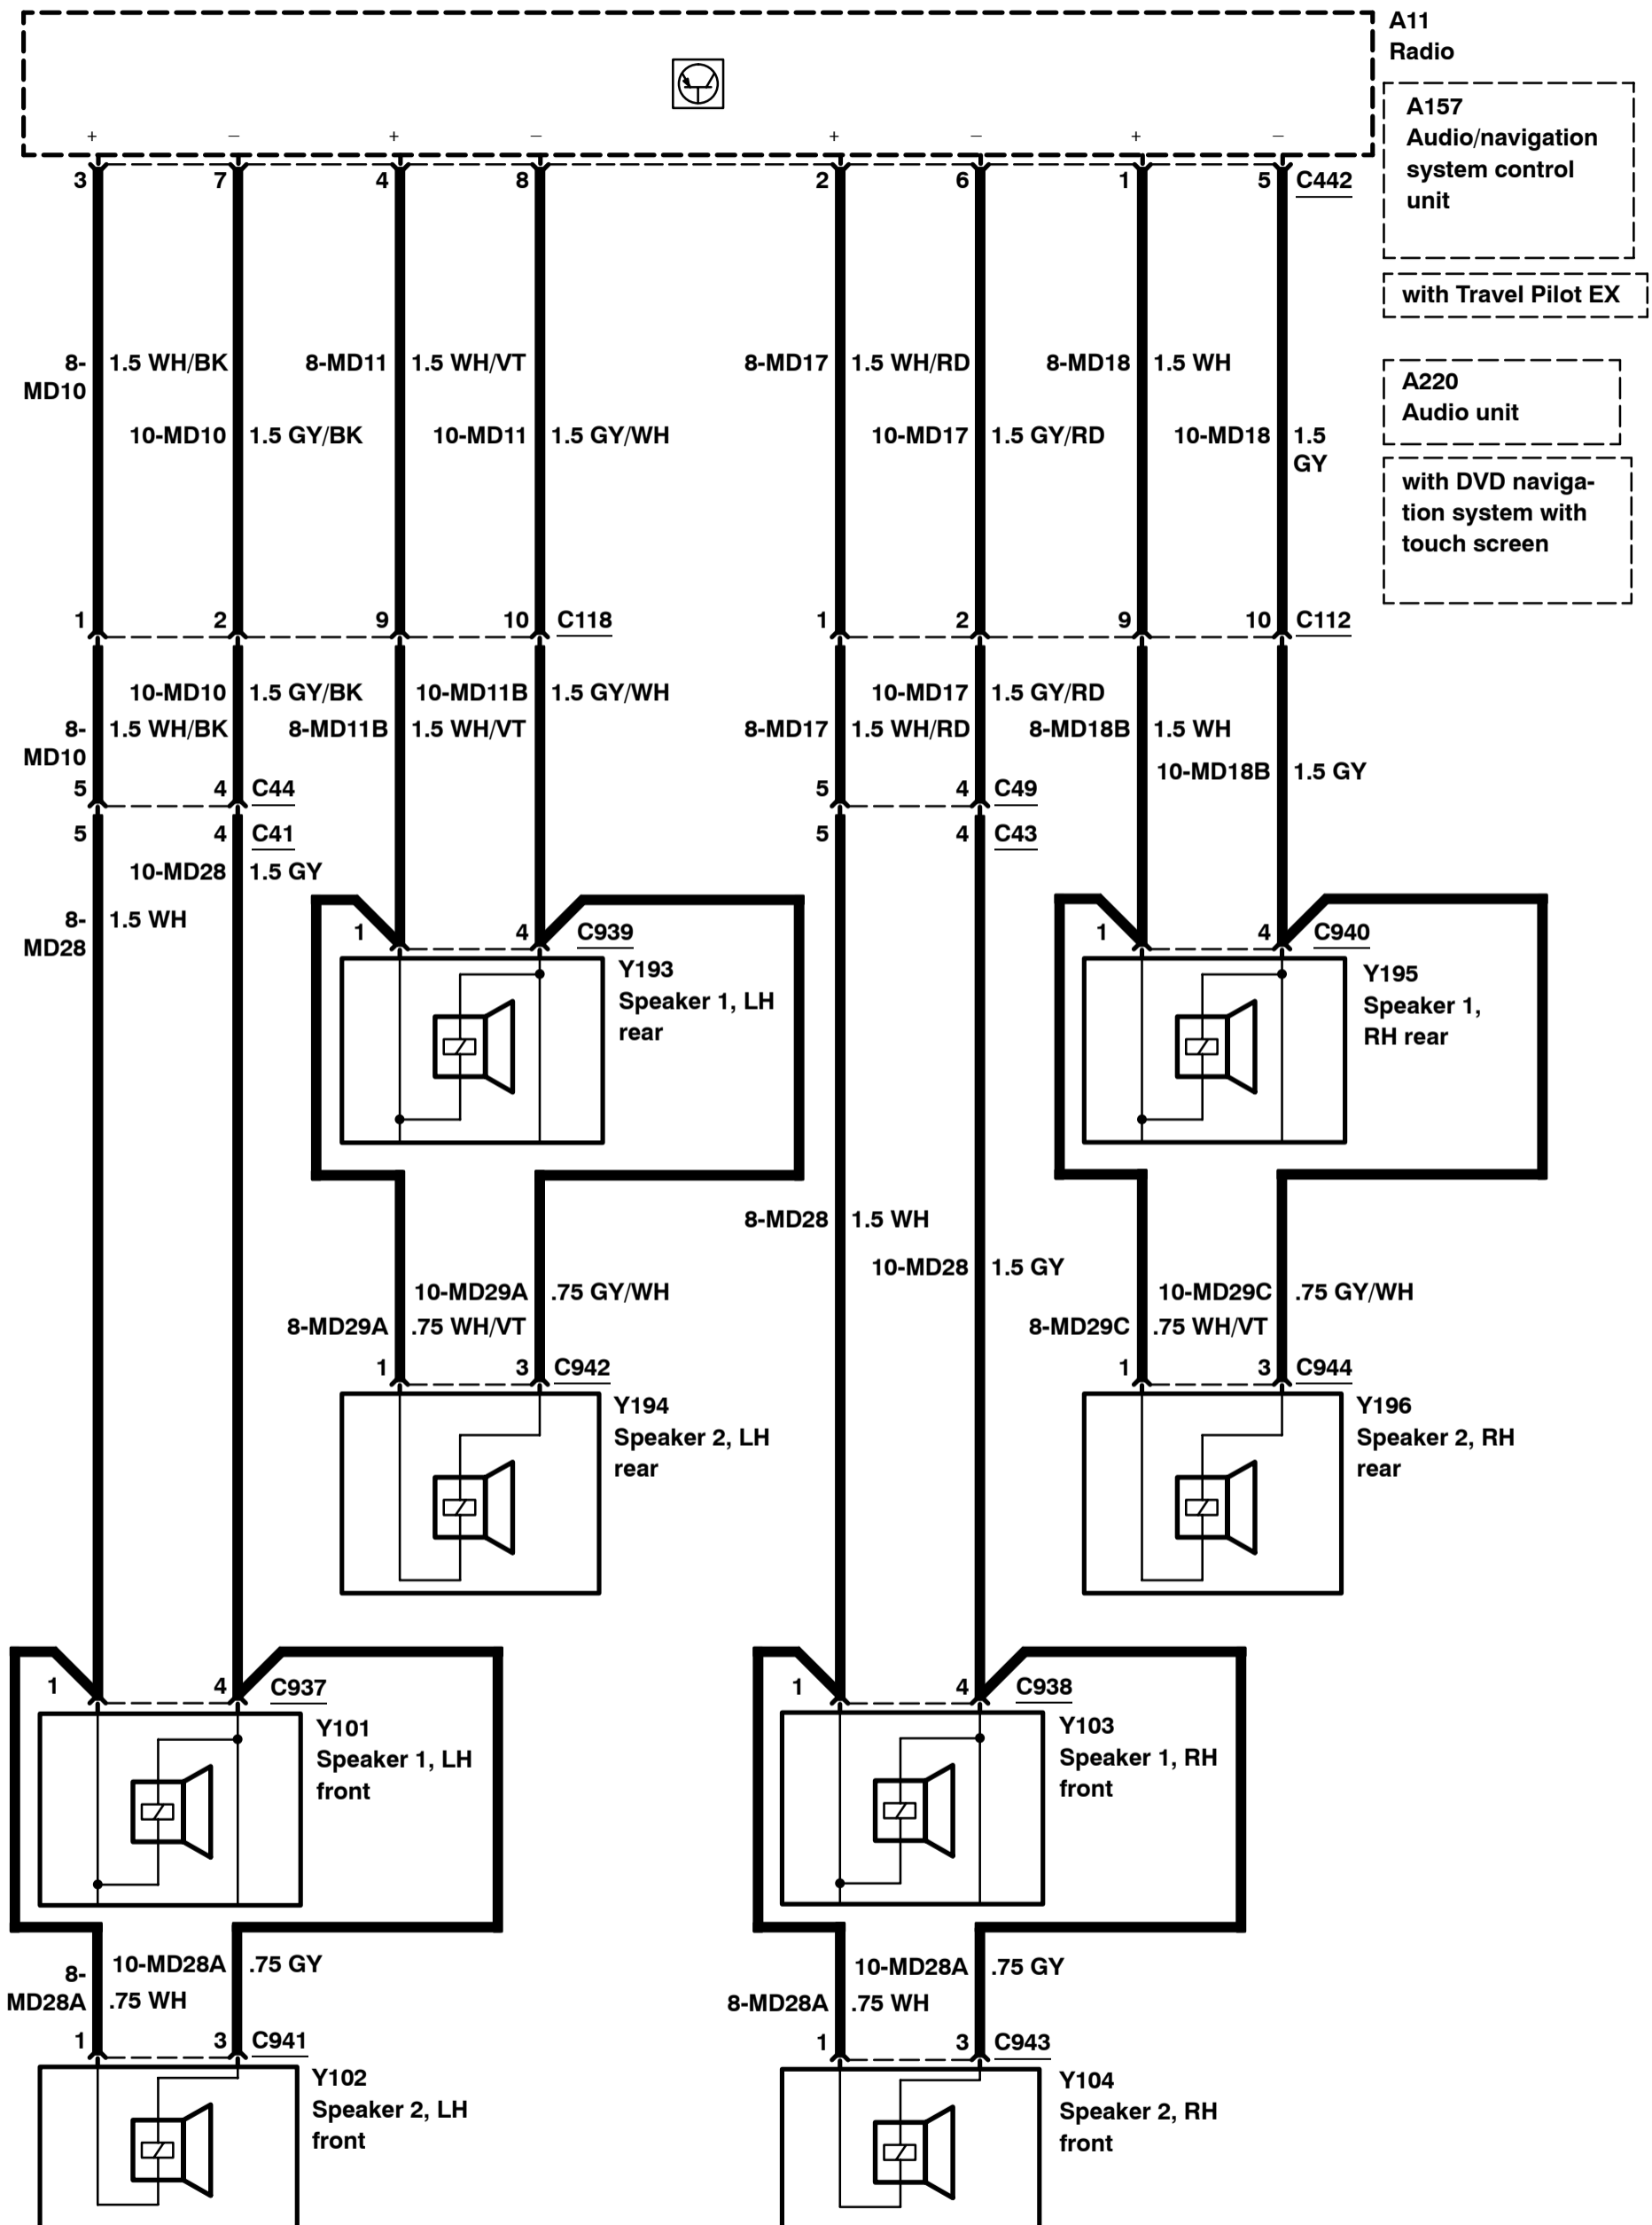 A11
Radio
A157
Audio/navigation
system control
unit
+ − + − + − + −
3 7 4 8 2 6 1 5 C442
with Travel Pilot EX
8- 1.5 WH/BK 8-MD11 1.5 WH/VT 8-MD17 1.5 WH/RD 8-MD18 1.5 WH
MD10
A220
Audio unit
10-MD10 1.5 GY/BK 10-MD11 1.5 GY/WH 10-MD17 1.5 GY/RD 10-MD18 1.5
GY
with DVD naviga-
tion system with
touch screen
1 2 9 10 C118 1 2 9 10 C112
10-MD10 1.5 GY/BK 10-MD11B 1.5 GY/WH 10-MD17 1.5 GY/RD
8- 1.5 WH/BK 8-MD11B 1.5 WH/VT 8-MD17 1.5 WH/RD 8-MD18B 1.5 WH
MD10
10-MD18B 1.5 GY
5 4 C44 5 4 C49
5 4 C41 5 4 C43
10-MD28 1.5 GY
8- 1.5 WH
MD28
1 4 C939 1 4 C940
Y193
Speaker 1, LH
rear
Y195
Speaker 1,
RH rear
8-MD28 1.5 WH
10-MD28 1.5 GY
10-MD29A .75 GY/WH 10-MD29C .75 GY/WH
8-MD29A .75 WH/VT 8-MD29C .75 WH/VT
1 3 C942 1 3 C944
Y194
Speaker 2, LH
rear
Y196
Speaker 2, RH
rear
1 4 C937 1 4 C938
Y101
Speaker 1, LH
front
Y103
Speaker 1, RH
front
10-MD28A .75 GY 10-MD28A .75 GY
8-
MD28A .75 WH 8-MD28A .75 WH
1 3 C941 1 3 C943
Y102
Speaker 2, LH
front
Y104
Speaker 2, RH
front